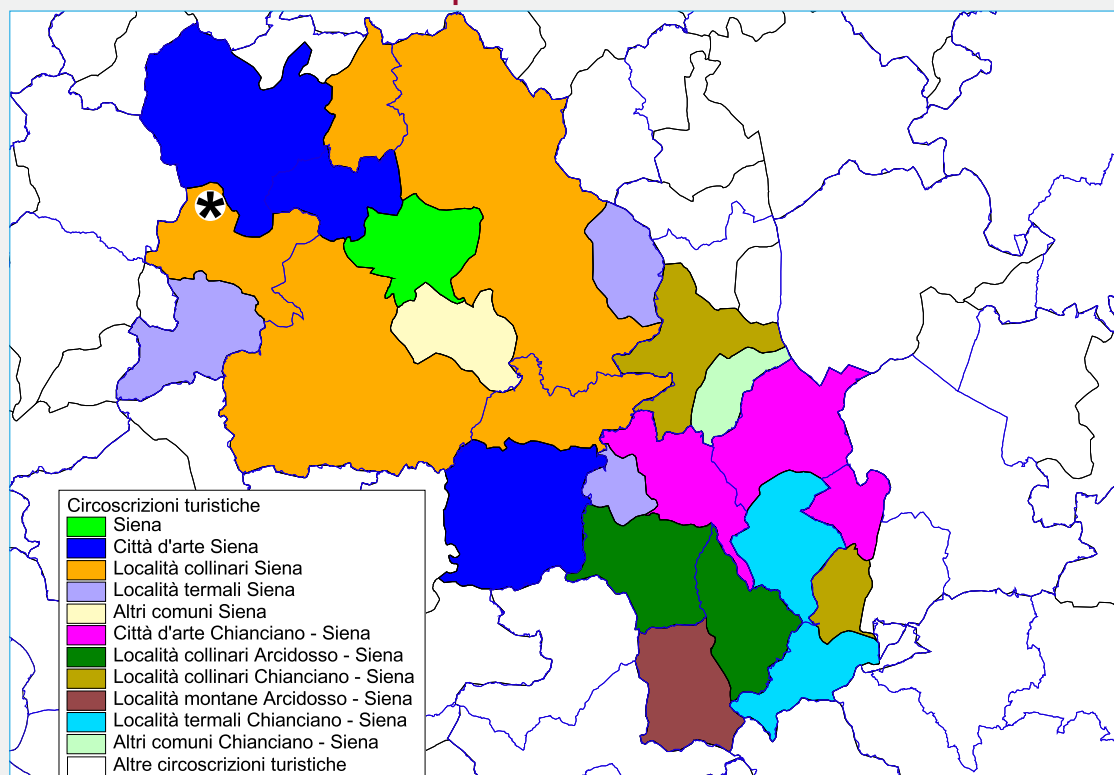 Circoscrizioni turistiche
Siena
Città d'arte Siena
Località collinari Siena
Località termali Siena
Altri comuni Siena
Città d'arte Chianciano - Siena
Località collinari Arcidosso - Siena
Località collinari Chianciano - Siena
Località montane Arcidosso - Siena
Località termali Chianciano - Siena
Altri comuni Chianciano - Siena
Altre circoscrizioni turistiche